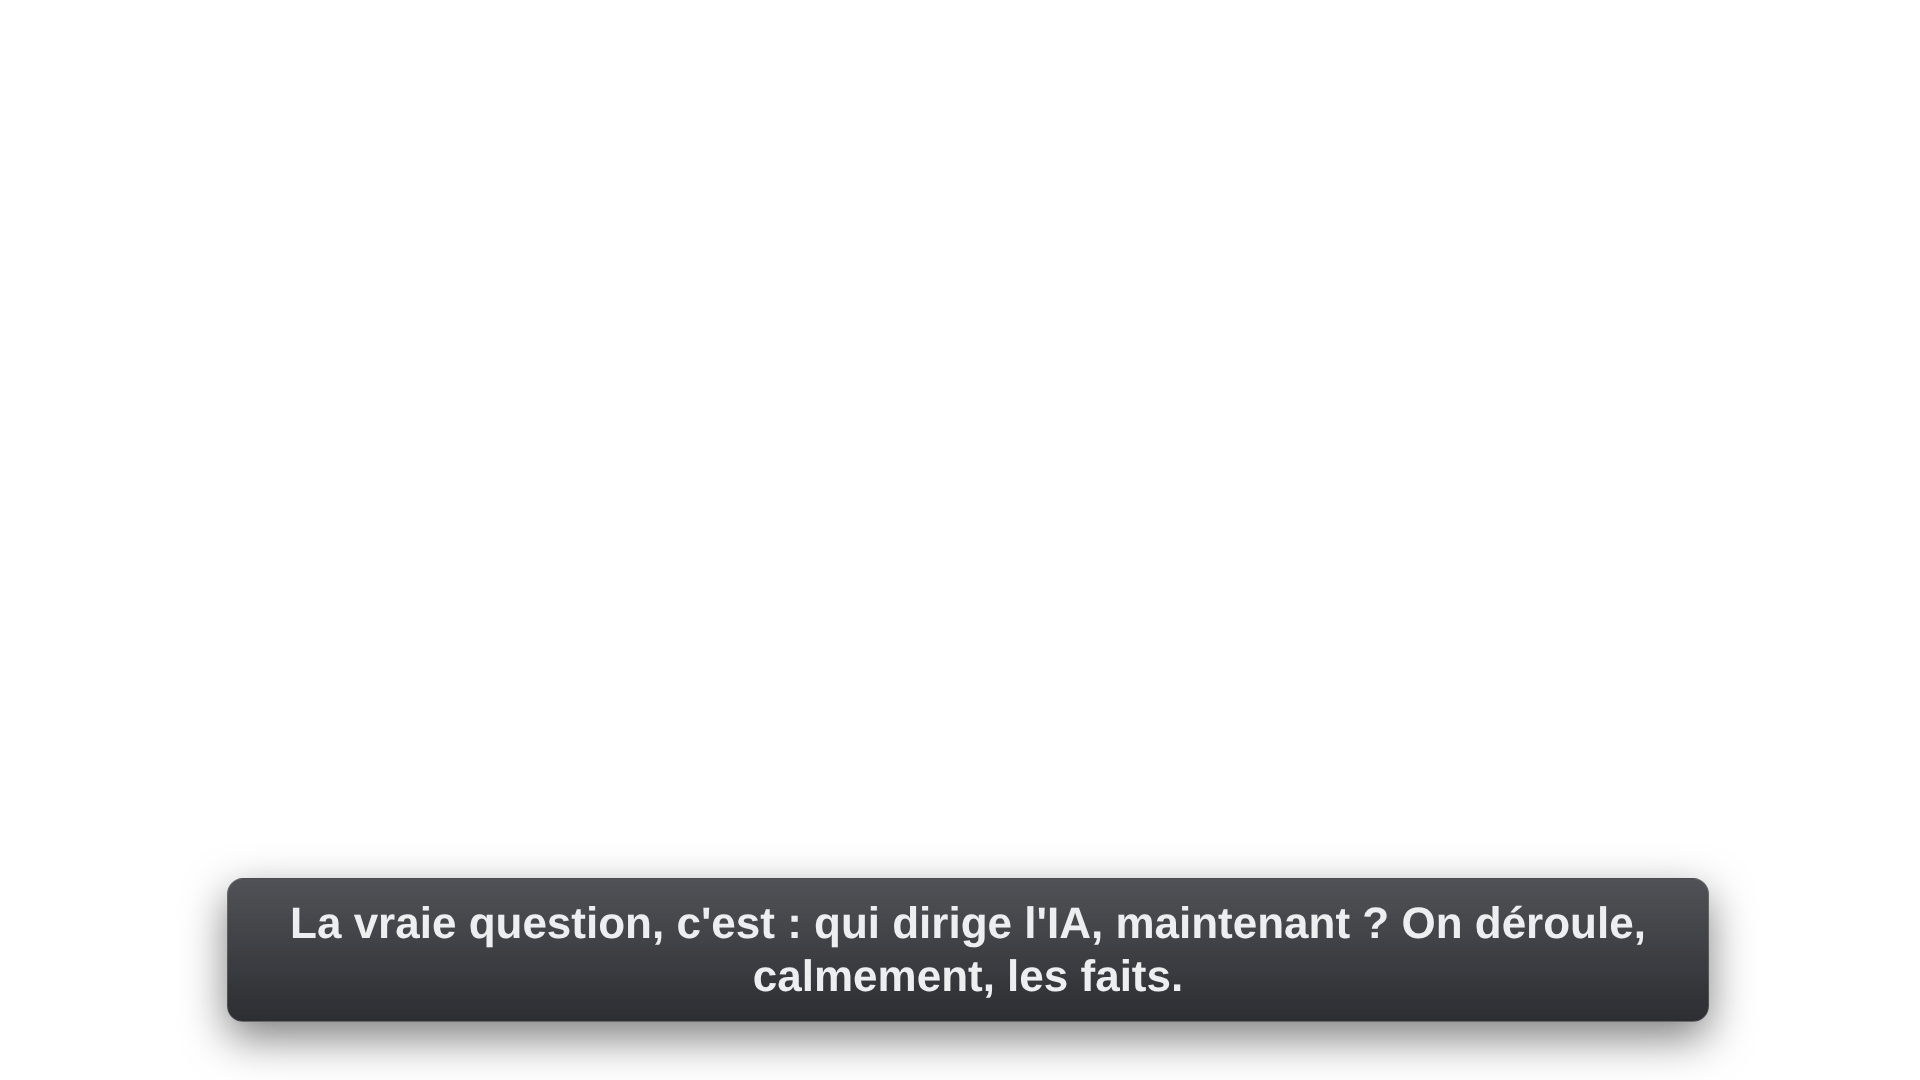 La vraie question, c'est : qui dirige l'IA, maintenant ? On déroule,
calmement, les faits.